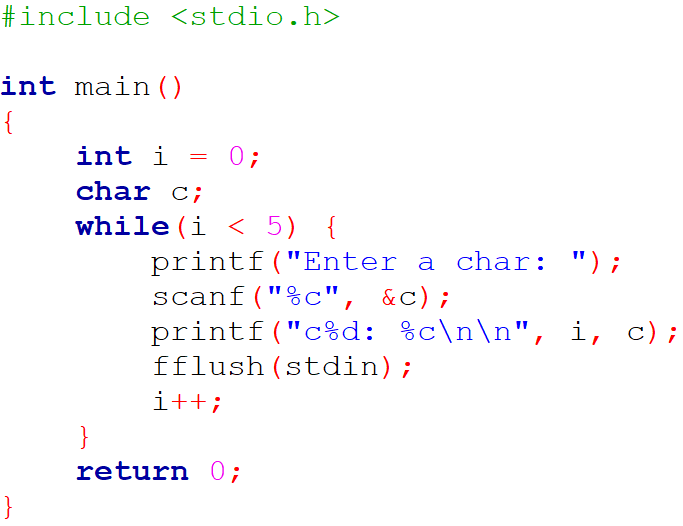 #include <stdio.h>

int main()
{
    int i = 0;
    char c;
    while(i < 5) {
        printf("Enter a char: ");
        scanf("%c", &c);
        printf("c%d: %c\n\n", i, c);
        fflush(stdin);
        i++;
    }
    return 0;
}